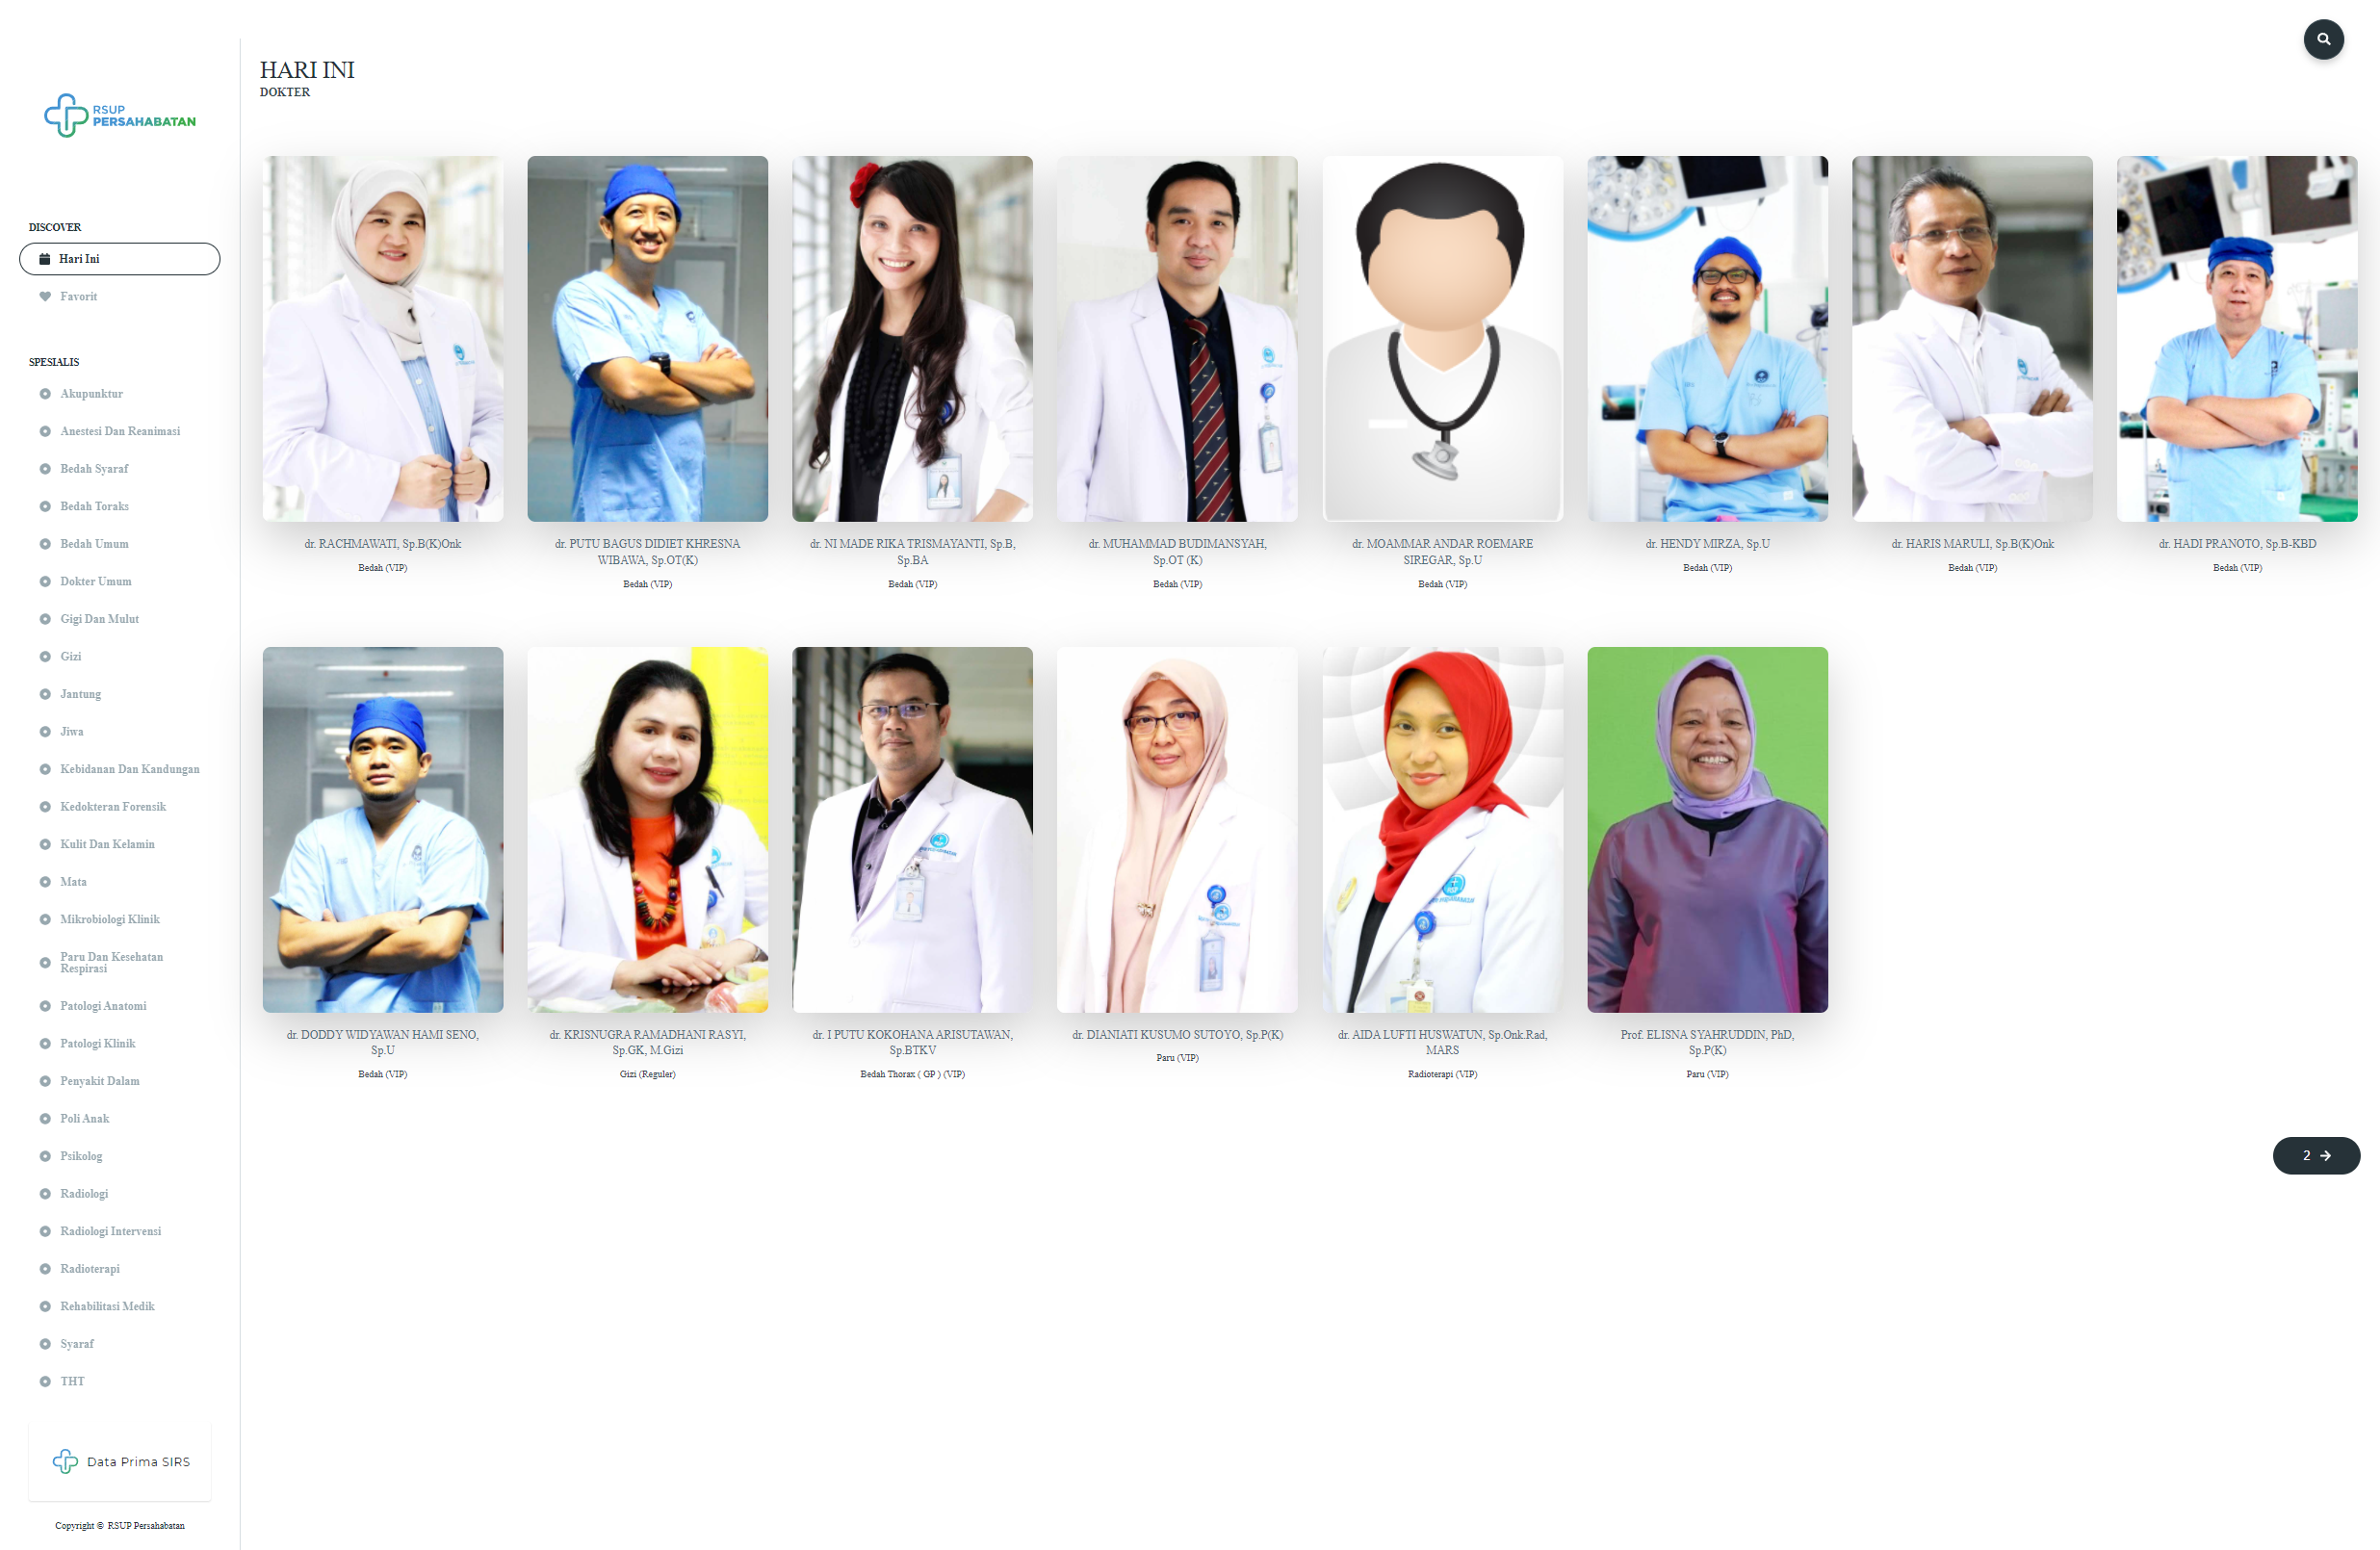 RSUP
PERSAHABATAN
DISCOVER
Hari Ini
Favorit
SPESIALIS
Akupunktur
Anestesi Dan Reanimasi
Bedah Syaraf
Bedah Toraks
Bedah Umum
Dokter Umum
Gigi Dan Mulut
Gizi
Jantung
Jiwa
Kebidanan Dan Kandungan
Kedokteran Forensik
Kulit Dan Kelamin
Mata
Mikrobiologi Klinik
Paru Dan Kesehatan
Respirasi
Patologi Anatomi
Patologi Klinik
Penyakit Dalam
Poli Anak
Psikolog
Radiologi
Radiologi Intervensi
Radioterapi
Rehabilitasi Medik
Syaraf
THT
Data Prima SIRS
Copyright © RSUP Persahabatan
HARI INI
DOKTER
dr. RACHMAWATI, Sp.B(K)Onk
Bedah (VIP)
dr. PUTU BAGUS DIDIET KHRESNA
WIBAWA, Sp.OT(K)
Bedah (VIP)
dr. NI MADE RIKA TRISMAYANTI, Sp.B,
Sp.BA
Bedah (VIP)
dr. MUHAMMAD BUDIMANSYAH,
Sp.OT (K)
Bedah (VIP)
dr. MOAMMAR ANDAR ROEMARE
SIREGAR, Sp.U
Bedah (VIP)
dr. HENDY MIRZA, Sp.U
Bedah (VIP)
dr. HARIS MARULI, Sp.B(K)Onk
Bedah (VIP)
dr. HADI PRANOTO, Sp.B-KBD
Bedah (VIP)
dr. DODDY WIDYAWAN HAMI SENO,
Sp.U
Bedah (VIP)
dr. KRISNUGRA RAMADHANI RASYI,
Sp.GK, M.Gizi
Gizi (Reguler)
dr. I PUTU KOKOHANA ARISUTAWAN,
Sp.BTKV
Bedah Thorax ( GP ) (VIP)
dr. DIANIATI KUSUMO SUTOYO, Sp.P(K)
Paru (VIP)
dr. AIDA LUFTI HUSWATUN, Sp.Onk.Rad,
MARS
Radioterapi (VIP)
Prof. ELISNA SYAHRUDDIN, PhD,
Sp.P(K)
Paru (VIP)
2